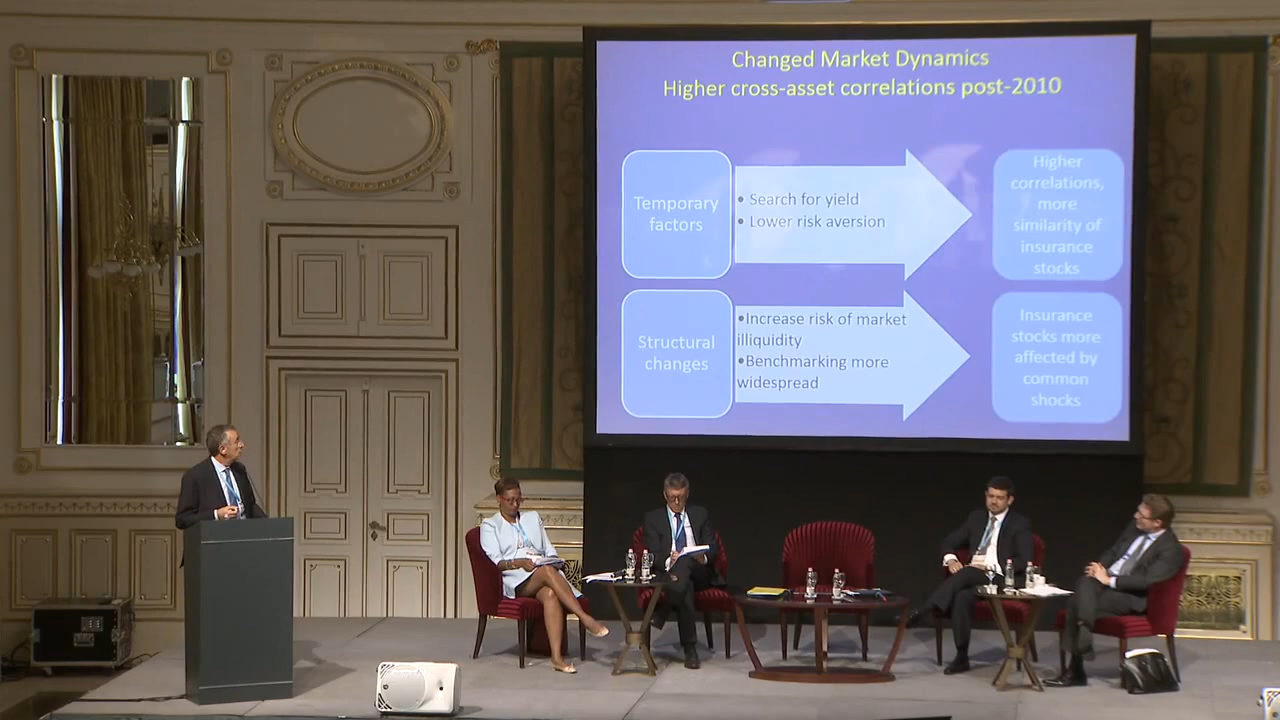 Changed Market Dynamics
Higher cross-asset correlations post-2010
Temporary
factors
• Search for yield
• Lower risk aversion
Higher
correlations,
more
similarity of
insurance
stocks
Structural
changes
•Increase risk of market
illiquidity
•Benchmarking more
widespread
Insurance
stocks more
affected by
common
shocks